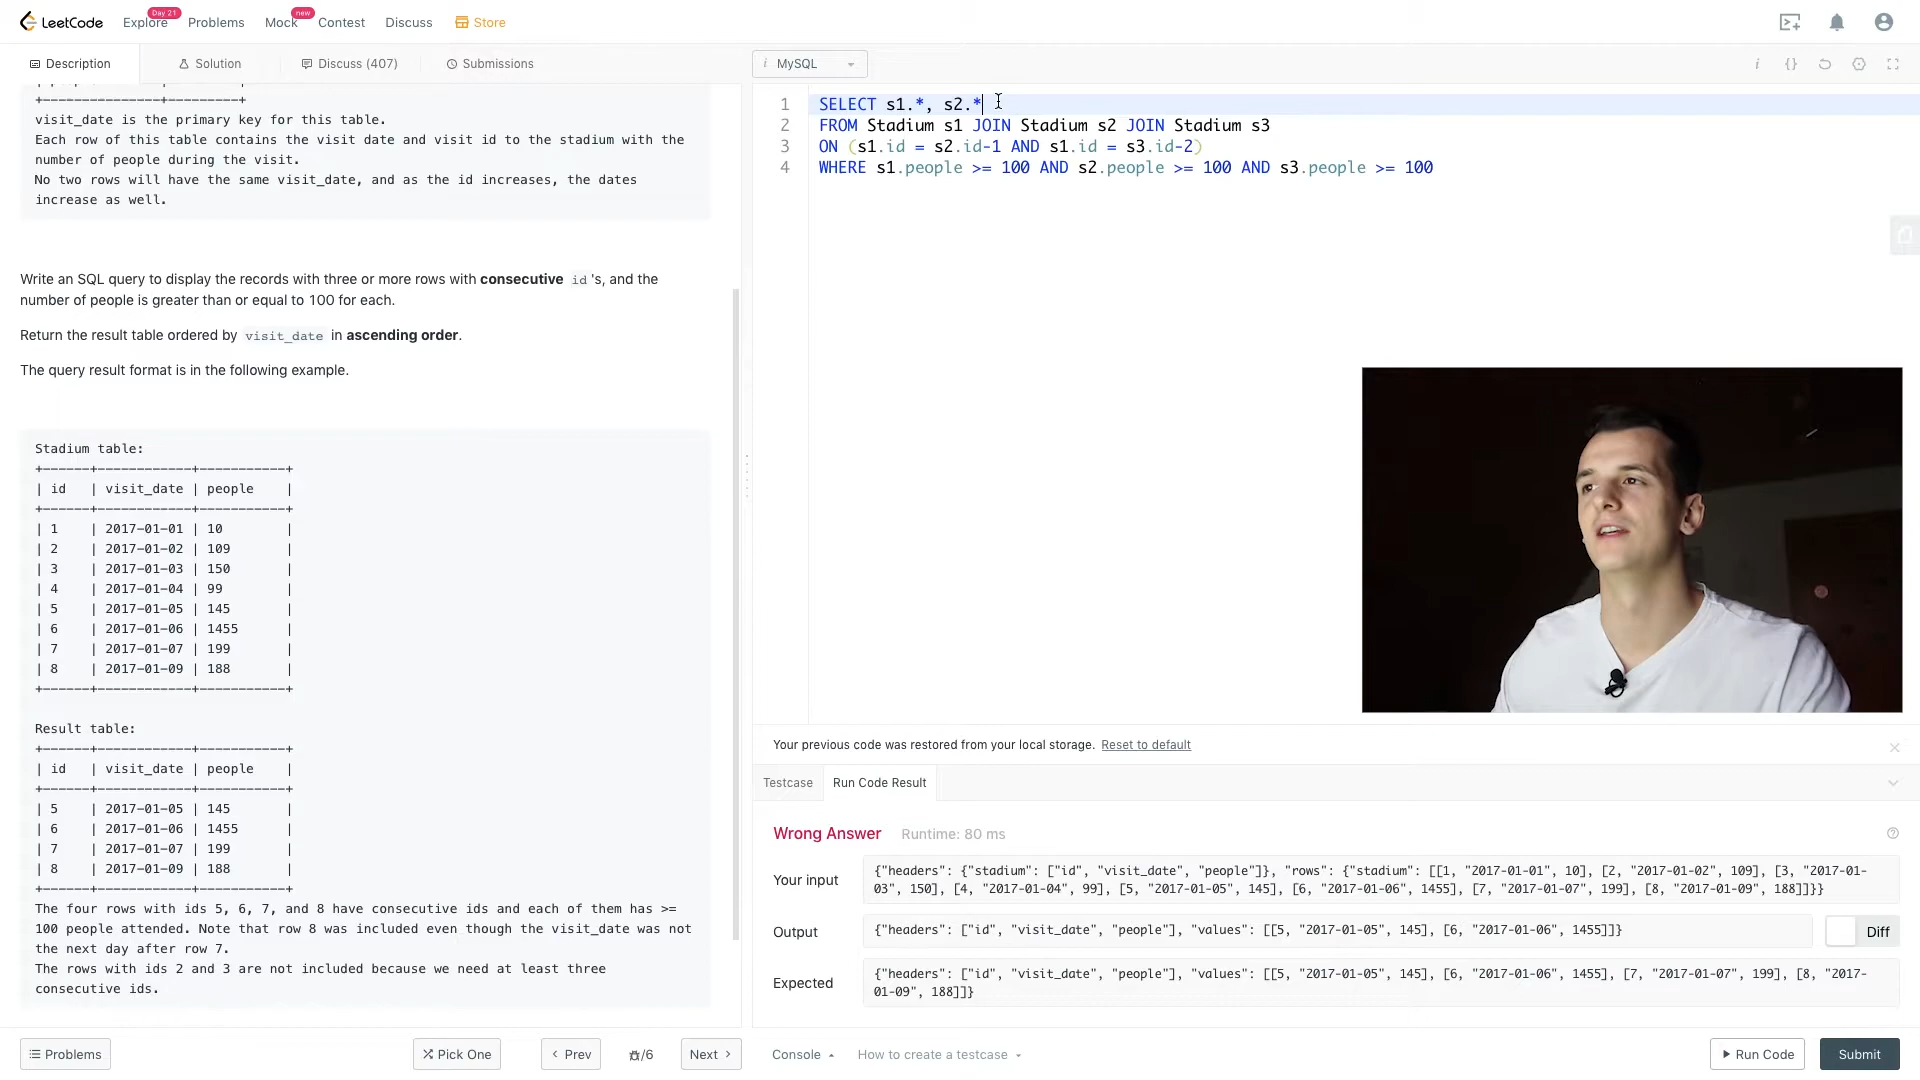 LeetCode
Explore
Day 21
Problems
Mock
new
Contest
Discuss
Store
Description
Solution
Discuss (407)
Submissions
i MySQL
+---------------+---------+
visit_date is the primary key for this table.
Each row of this table contains the visit date and visit id to the stadium with the
number of people during the visit.
No two rows will have the same visit_date, and as the id increases, the dates
increase as well.
Write an SQL query to display the records with three or more rows with consecutive id 's, and the
number of people is greater than or equal to 100 for each.
Return the result table ordered by visit_date in ascending order.
The query result format is in the following example.
Stadium table:
+------+------------+-----------+
| id   | visit_date | people    |
+------+------------+-----------+
| 1    | 2017-01-01 | 10        |
| 2    | 2017-01-02 | 109       |
| 3    | 2017-01-03 | 150       |
| 4    | 2017-01-04 | 99        |
| 5    | 2017-01-05 | 145       |
| 6    | 2017-01-06 | 1455      |
| 7    | 2017-01-07 | 199       |
| 8    | 2017-01-09 | 188       |
+------+------------+-----------+
Result table:
+------+------------+-----------+
| id   | visit_date | people    |
+------+------------+-----------+
| 5    | 2017-01-05 | 145       |
| 6    | 2017-01-06 | 1455      |
| 7    | 2017-01-07 | 199       |
| 8    | 2017-01-09 | 188       |
+------+------------+-----------+
The four rows with ids 5, 6, 7, and 8 have consecutive ids and each of them has >=
100 people attended. Note that row 8 was included even though the visit_date was not
the next day after row 7.
The rows with ids 2 and 3 are not included because we need at least three
consecutive ids.
1 SELECT s1.*, s2.*
2 FROM Stadium s1 JOIN Stadium s2 JOIN Stadium s3
3 ON (s1.id = s2.id-1 AND s1.id = s3.id-2)
4 WHERE s1.people >= 100 AND s2.people >= 100 AND s3.people >= 100
Your previous code was restored from your local storage. Reset to default
Testcase
Run Code Result
Wrong Answer
Runtime: 80 ms
Your input
{"headers": {"stadium": ["id", "visit_date", "people"]}, "rows": {"stadium": [[1, "2017-01-01", 10], [2, "2017-01-02", 109], [3, "2017-01-
03", 150], [4, "2017-01-04", 99], [5, "2017-01-05", 145], [6, "2017-01-06", 1455], [7, "2017-01-07", 199], [8, "2017-01-09", 188]]}}
Output
{"headers": ["id", "visit_date", "people"], "values": [[5, "2017-01-05", 145], [6, "2017-01-06", 1455]]}
Diff
Expected
{"headers": ["id", "visit_date", "people"], "values": [[5, "2017-01-05", 145], [6, "2017-01-06", 1455], [7, "2017-01-07", 199], [8, "2017-
01-09", 188]]}
Problems
Pick One
Prev
/6
Next
Console
How to create a testcase
Run Code
Submit